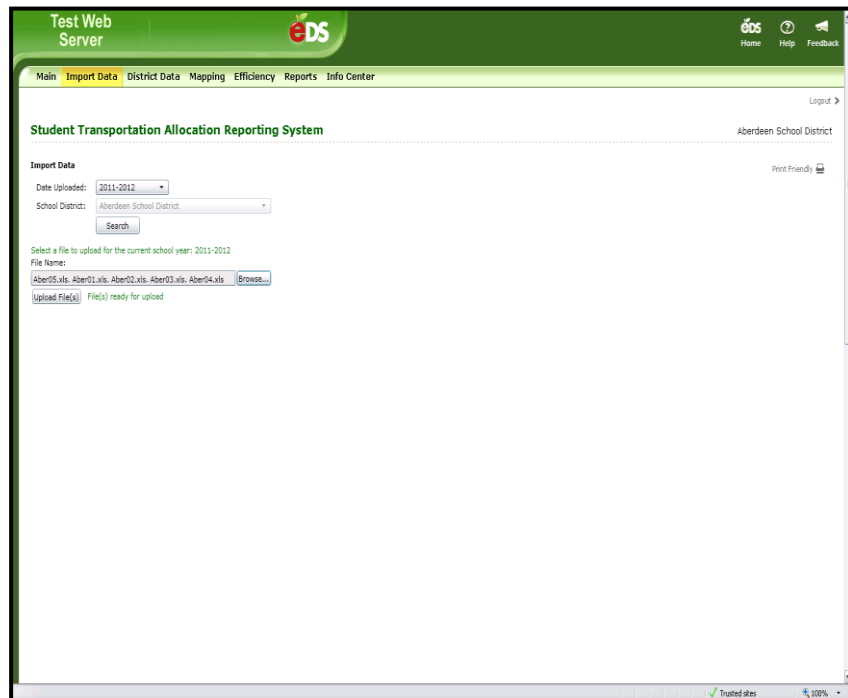 Test Web
Server
eDS
eDS
Home Help Feedback
Main Import Data District Data Mapping Efficiency Reports Info Center
Logout
Student Transportation Allocation Reporting System
Aberdeen School District
Import Data
Print Friendly
Date Uploaded: 2011-2012
School District: Aberdeen School District
Search
Select a file to upload for the current school year: 2011-2012
File Name:
Aber05.xls. Aber01.xls. Aber02.xls. Aber03.xls. Aber04.xls Browse...
Upload File(s) File(s) ready for upload
Trusted sites 100%